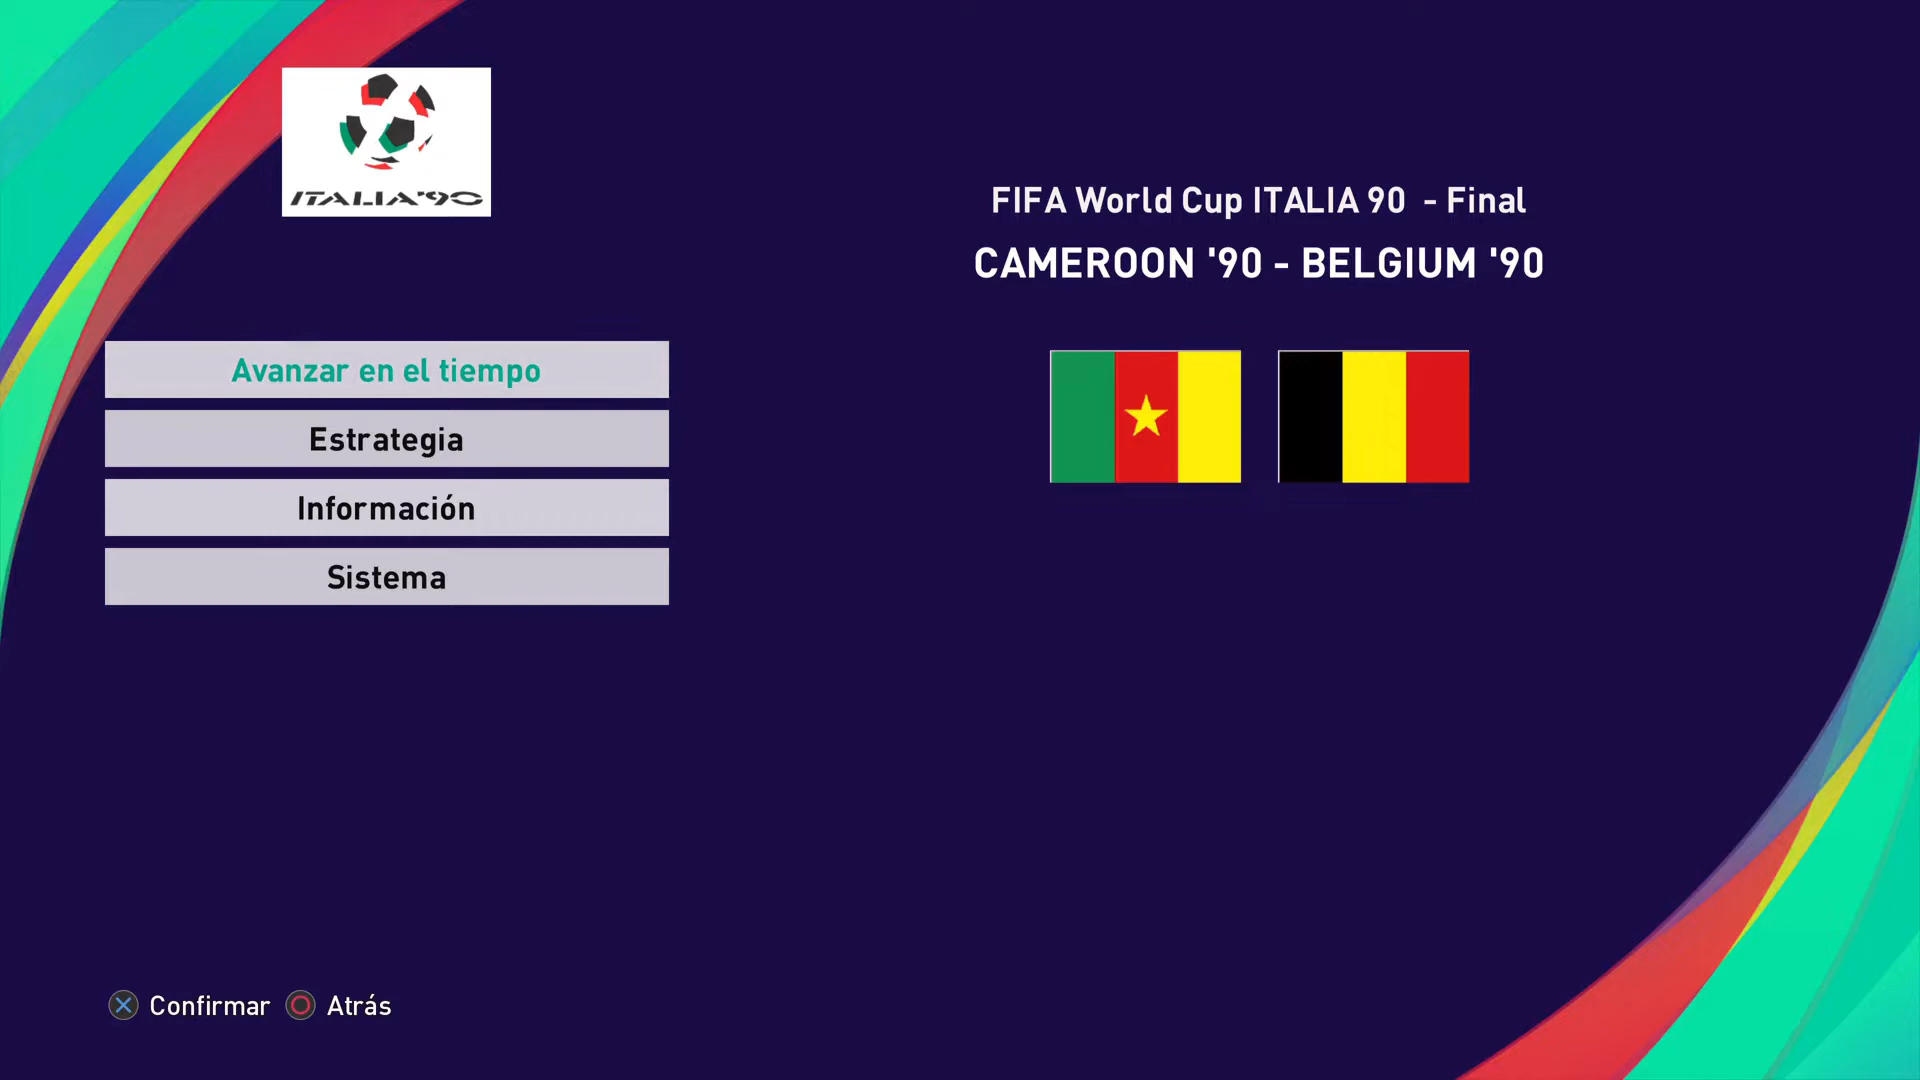 ITALIA'90
FIFA World Cup ITALIA 90 - Final
CAMEROON '90 - BELGIUM '90
Avanzar en el tiempo
Estrategia
Información
Sistema
Confirmar Atrás